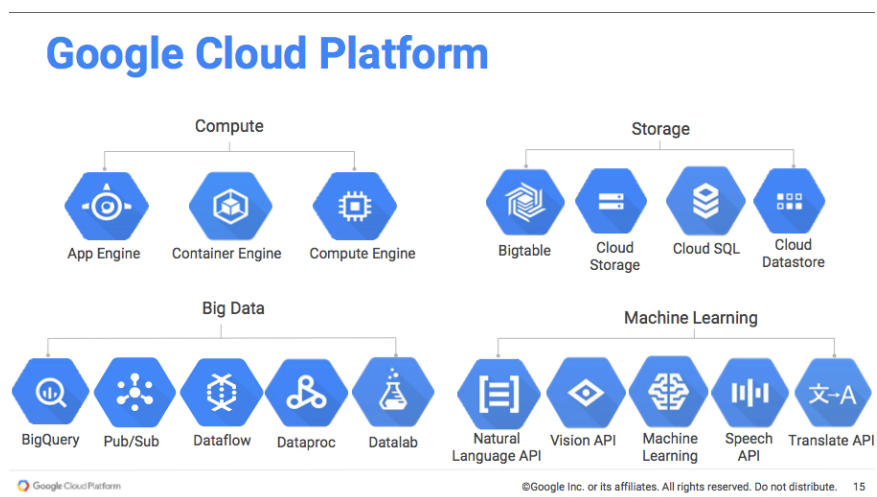 Google Cloud Platform
Compute
App Engine
Container Engine
Compute Engine
Storage
Bigtable
Cloud
Storage
Cloud SQL
Cloud
Datastore
Big Data
BigQuery
Pub/Sub
Dataflow
Dataproc
Datalab
Machine Learning
Natural
Language API
Vision API
Machine
Learning
Speech
API
文→A
Translate API
Google Cloud Platform
©Google Inc. or its affiliates. All rights reserved. Do not distribute. 15